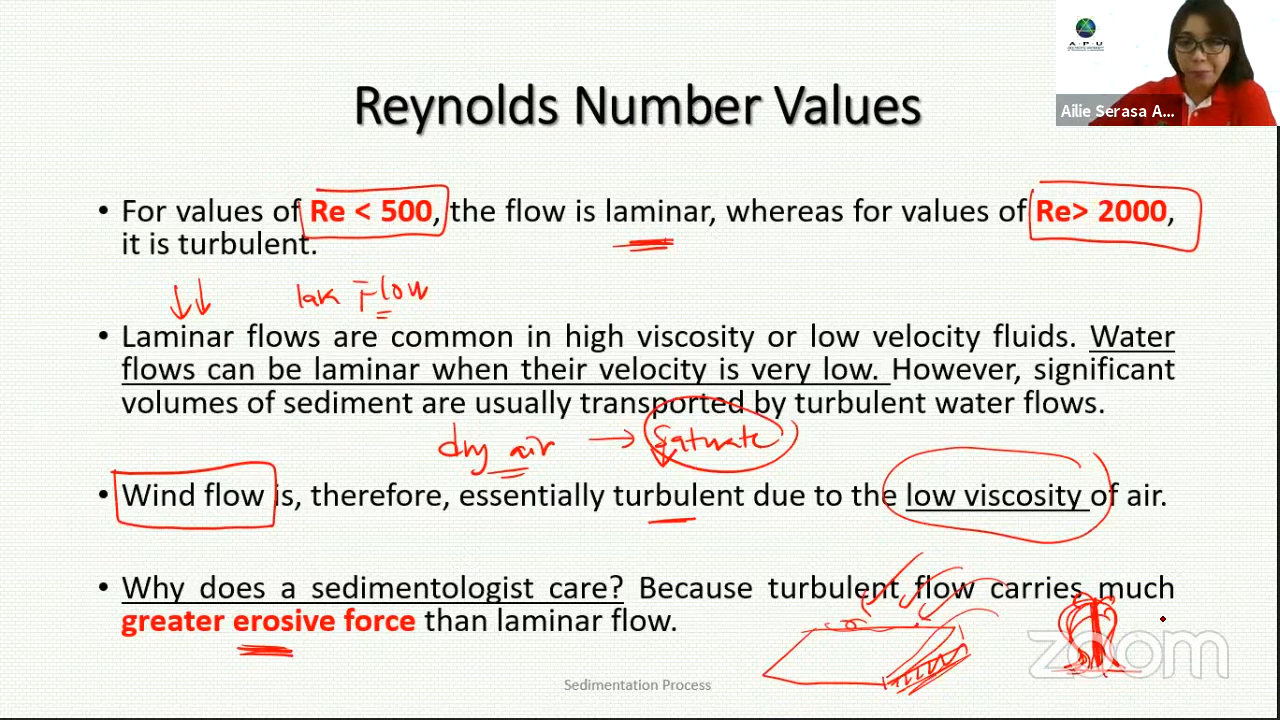 A · P · U
Ailie Serasa A...
Reynolds Number Values
• For values of Re < 500, the flow is laminar, whereas for values of Re> 2000,
it is turbulent.
Flow
• Laminar flows are common in high viscosity or low velocity fluids. Water
flows can be laminar when their velocity is very low. However, significant
volumes of sediment are usually transported by turbulent water flows.
dry air → Saturate
• Wind flow is, therefore, essentially turbulent due to the low viscosity of air.
• Why does a sedimentologist care? Because turbulent flow carries much
greater erosive force than laminar flow.
zoom
Sedimentation Process